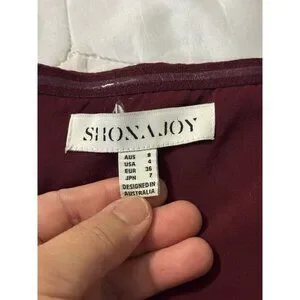 SHONA JOY
AUS 8
USA 4
EUR 36
JPN 7
DESIGNED IN
AUSTRALIA